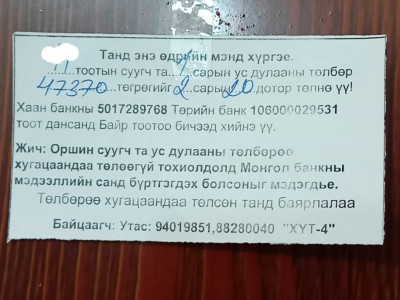 Танд энэ өдрийн мэнд хүргэе.
тоотын суугч та 1 сарын ус дулааны төлбөр
47370 төгрөгийг 2 сарын 20 дотор төлнө үү!
Хаан банкны 5017289768 Төрийн банк 106000029531
тоот дансанд Байр тоотоо бичээд хийнэ үү.
Жич: Оршин суугч та ус дулааны төлбөрөө
хугацаандаа төлөөгүй тохиолдолд Монгол банкны
мэдээллийн санд бүртгэгдэх болсоныг мэдэгдье.
Төлбөрөө хугацаандаа төлсөн танд баярлалаа
Байцаагч: Утас: 94019851,88280040 "ХҮТ-4"